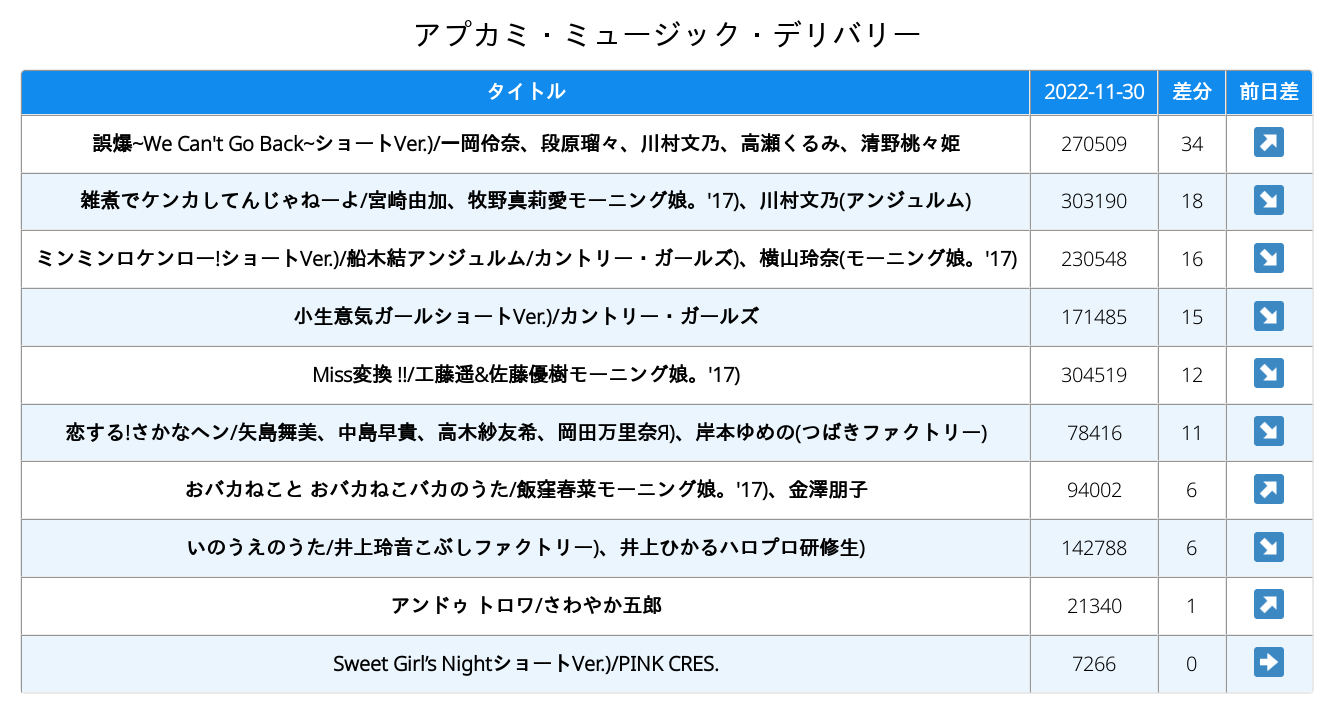 アプカミ・ミュージック・デリバリー
タイトル 2022-11-30 差分 前日差
誤爆~We Can't Go Back~ショートVer.)/一岡伶奈、段原瑠々、川村文乃、高瀬くるみ、清野桃々姫 270509 34
雑煮でケンカしてんじゃねーよ/宮崎由加、牧野真莉愛モーニング娘。'17)、川村文乃(アンジュルム) 303190 18
ミンミンロケンロー!ショートVer.)/船木結アンジュルム/カントリー・ガールズ)、横山玲奈(モーニング娘。'17) 230548 16
小生意気ガールショートVer.)/カントリー・ガールズ 171485 15
Miss変換 !!/工藤遥&佐藤優樹モーニング娘。'17) 304519 12
恋する!さかなヘン/矢島舞美、中島早貴、高木紗友希、岡田万里奈Я)、岸本ゆめの(つばきファクトリー) 78416 11
おバカねこと おバカねこバカのうた/飯窪春菜モーニング娘。'17)、金澤朋子 94002 6
いのうえのうた/井上玲音こぶしファクトリー)、井上ひかるハロプロ研修生) 142788 6
アンドゥ トロワ/さわやか五郎 21340 1
Sweet Girl’s NightショートVer.)/PINK CRES. 7266 0